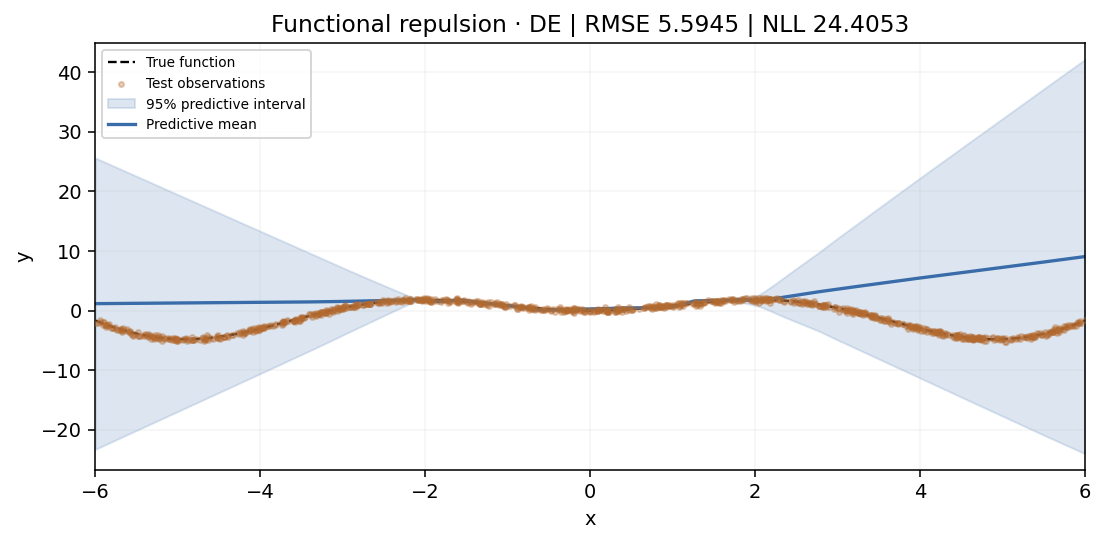 Functional repulsion · DE | RMSE 5.5945 | NLL 24.4053
True function
Test observations
95% predictive interval
Predictive mean
40
30
20
10
0
−10
−20
y
−6
−4
−2
0
2
4
6
x